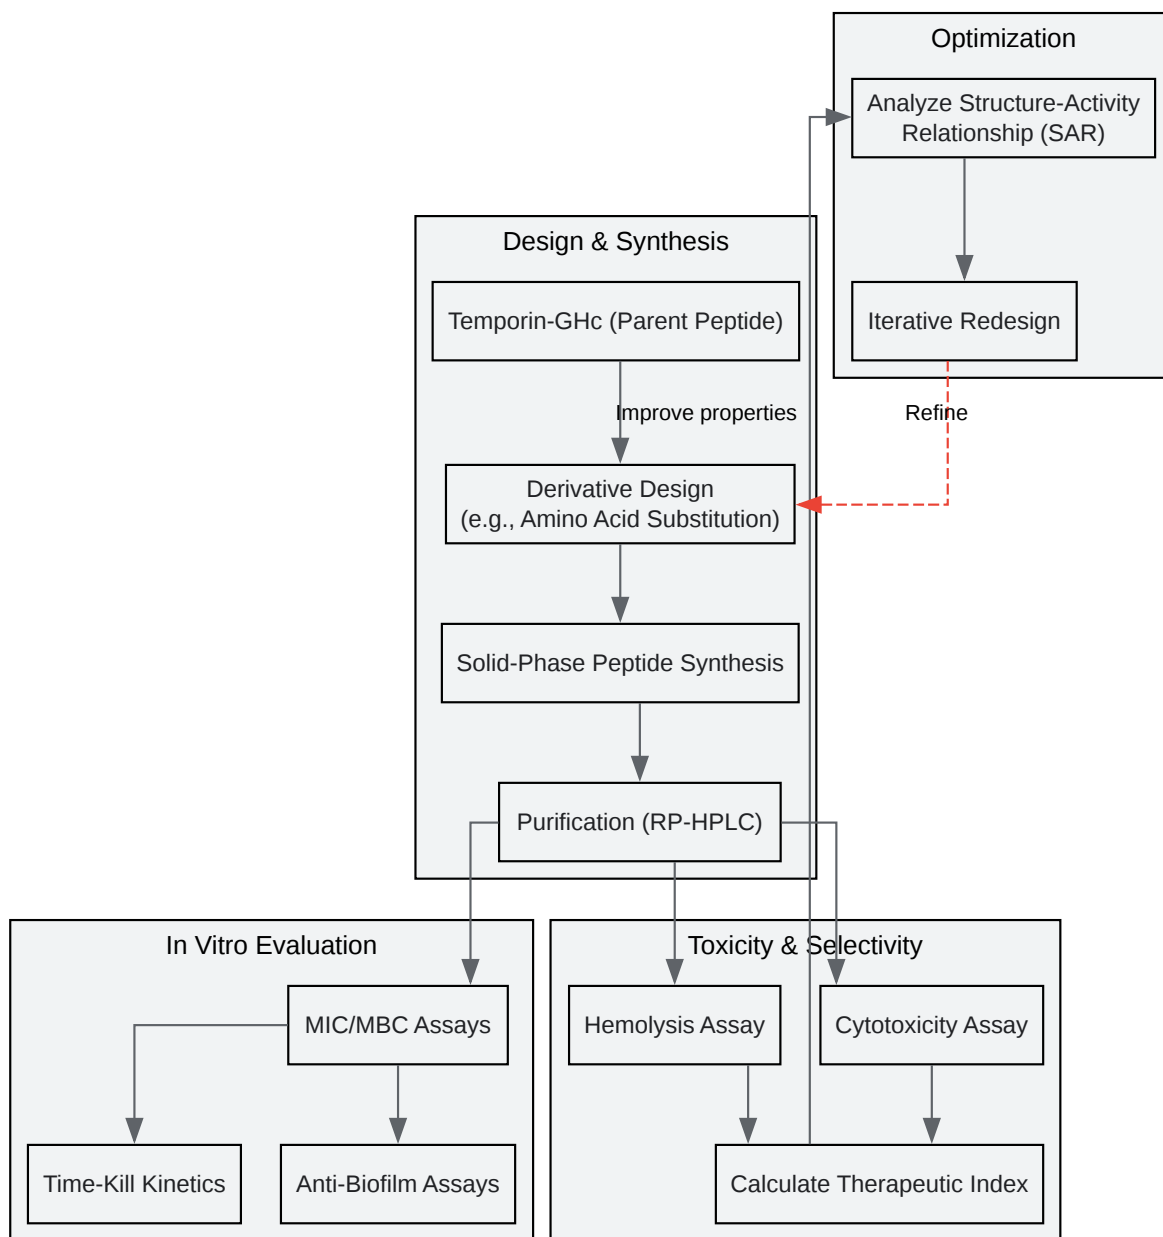 Optimization
Analyze Structure-Activity
Relationship (SAR)
Iterative Redesign
Refine
Design & Synthesis
Temporin-GHc (Parent Peptide)
Improve properties
Derivative Design
(e.g., Amino Acid Substitution)
Solid-Phase Peptide Synthesis
Purification (RP-HPLC)
In Vitro Evaluation
MIC/MBC Assays
Time-Kill Kinetics
Anti-Biofilm Assays
Toxicity & Selectivity
Hemolysis Assay
Cytotoxicity Assay
Calculate Therapeutic Index